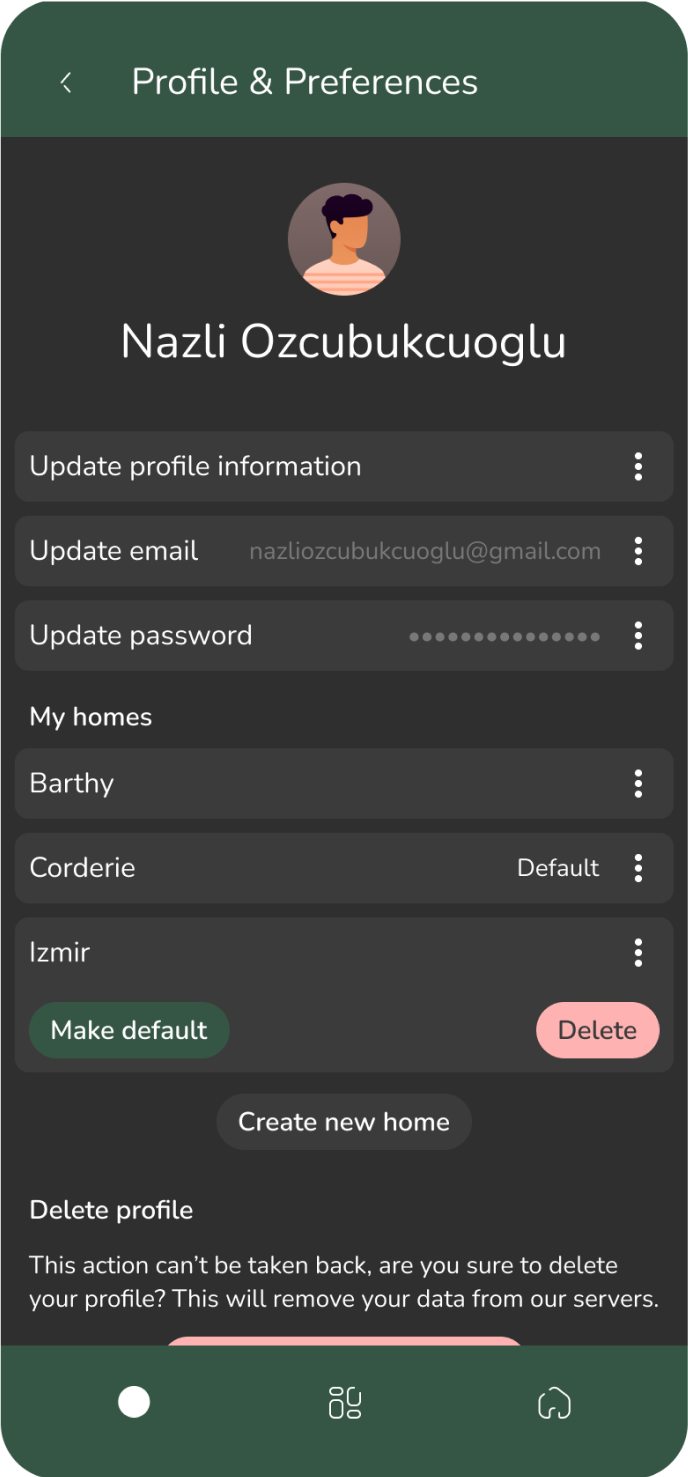 Profile & Preferences
Nazli Ozcubukcuoglu
Update profile information
Update email nazliozcubukcuoglu@gmail.com
Update password •••••••••••••••
My homes
Barthy
Corderie Default
Izmir
Make default Delete
Create new home
Delete profile
This action can’t be taken back, are you sure to delete
your profile? This will remove your data from our servers.